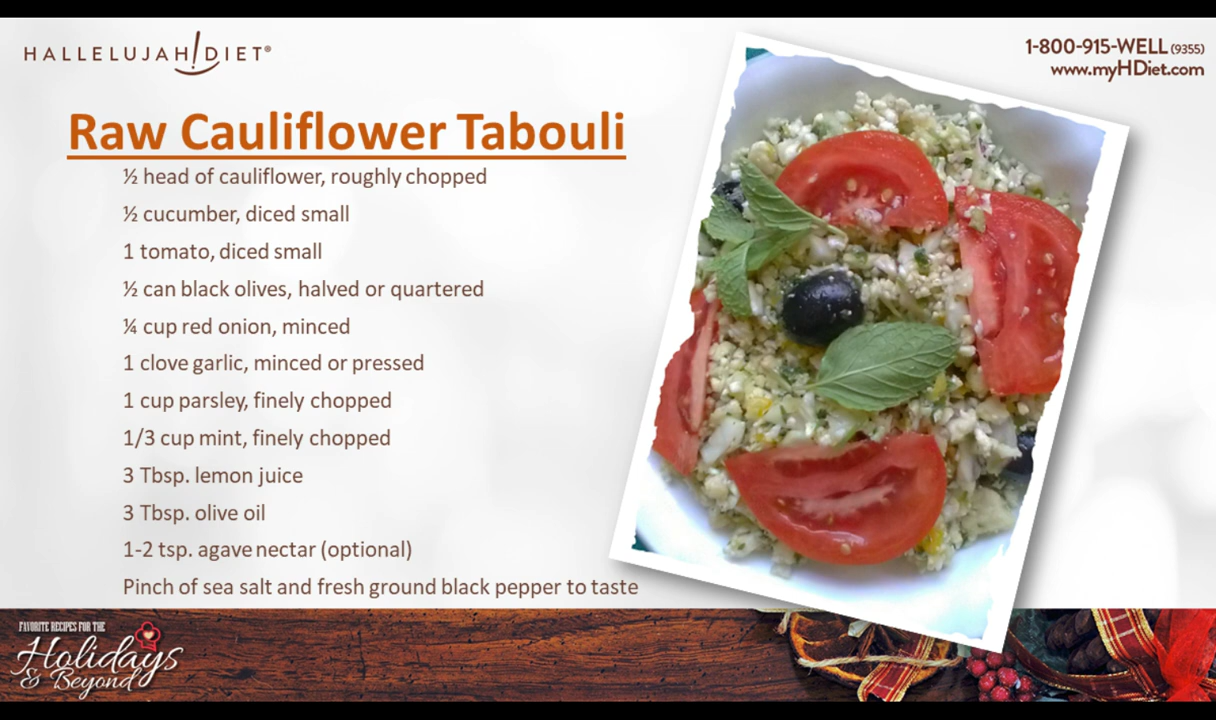 HALLELUJAH!DIET®
1-800-915-WELL (9355)
www.myHDiet.com
Raw Cauliflower Tabouli
½ head of cauliflower, roughly chopped
½ cucumber, diced small
1 tomato, diced small
½ can black olives, halved or quartered
¼ cup red onion, minced
1 clove garlic, minced or pressed
1 cup parsley, finely chopped
1/3 cup mint, finely chopped
3 Tbsp. lemon juice
3 Tbsp. olive oil
1-2 tsp. agave nectar (optional)
Pinch of sea salt and fresh ground black pepper to taste
FAVORITE RECIPES FOR THE
Holidays
& Beyond